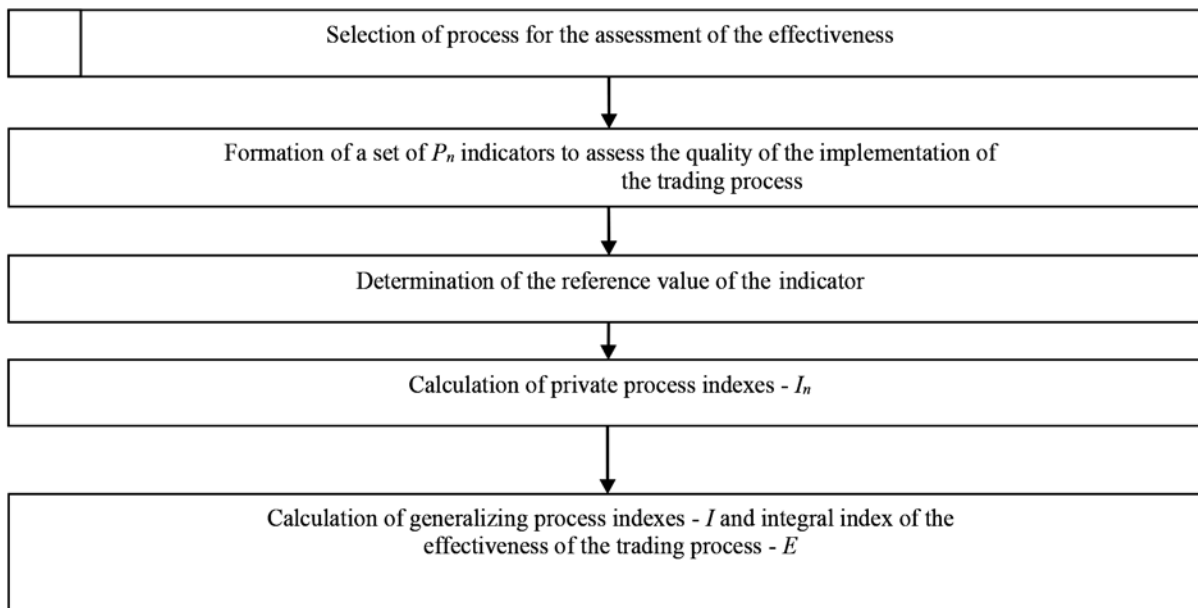 Selection of process for the assessment of the effectiveness
Formation of a set of Pn indicators to assess the quality of the implementation of
the trading process
Determination of the reference value of the indicator
Calculation of private process indexes - In
Calculation of generalizing process indexes - I and integral index of the
effectiveness of the trading process - E